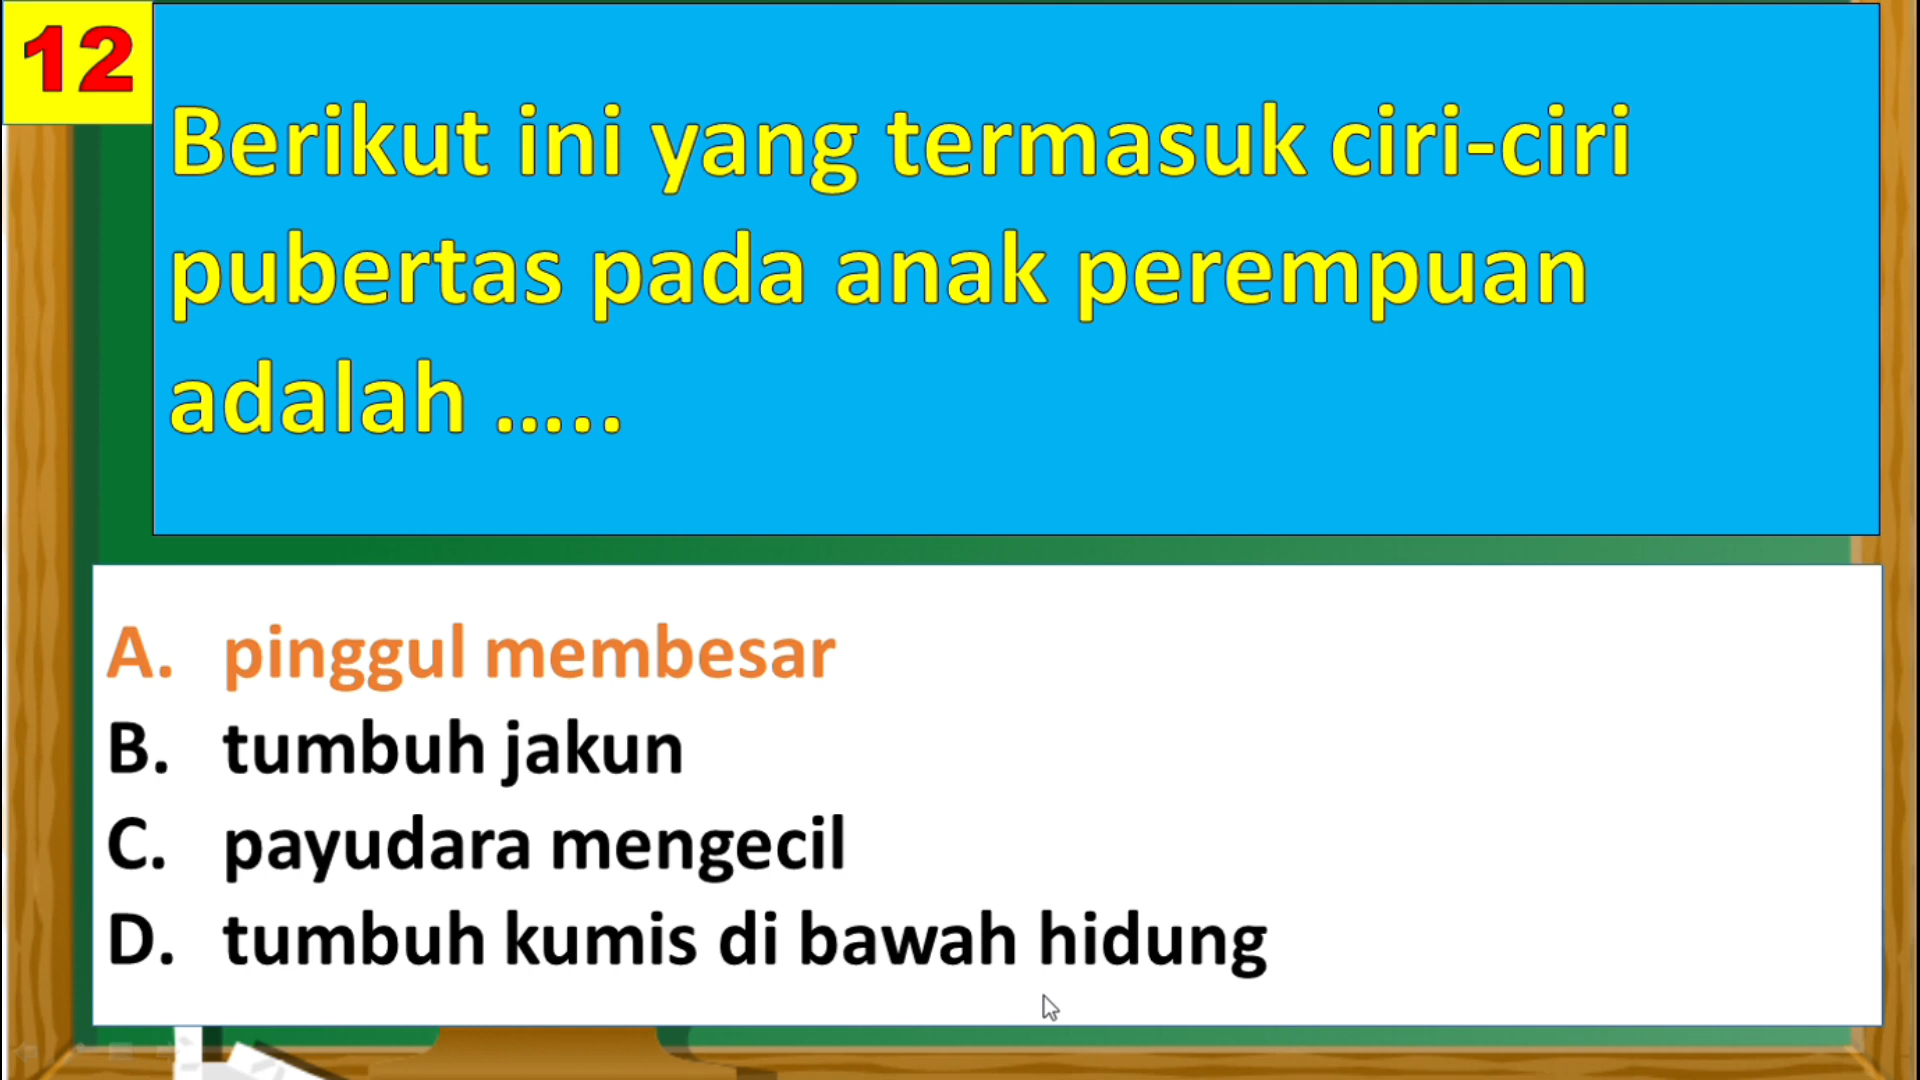 12
Berikut ini yang termasuk ciri-ciri
pubertas pada anak perempuan
adalah .....
A. pinggul membesar
B. tumbuh jakun
C. payudara mengecil
D. tumbuh kumis di bawah hidung